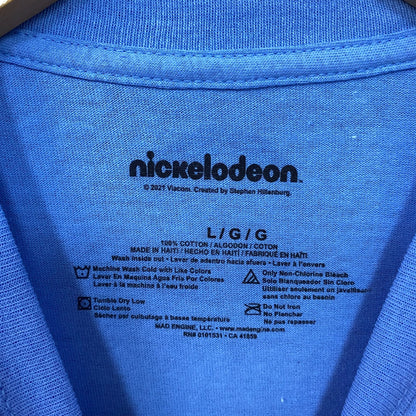 nickelodeon
© 2021 Viacom. Created by Stephen Hillenburg.
L / G / G
100% COTTON / ALGODON / COTON
MADE IN HAITI / HECHO EN HAITI / FABRIQUÉ EN HAÏTI
Wash inside out - Lavar de adentro hacia afuera - Laver à l'envers
Machine Wash Cold with Like Colors
Lavar En Maquina Agua Fris Por Colores
Laver à la machine à l'eau froide
Only Non-Chlorine Bleach
Solo Blanqueador Sin Cloro
Utiliser seulement un javellisant
sans chlore au besoin
Tumble Dry Low
Ciclo Lento
Sécher par culbutage à basse température
Do Not Iron
No Planchar
Ne pas repasser
MAD ENGINE, LLC. - www.madengine.com
RN# 0101531 - CA 41859